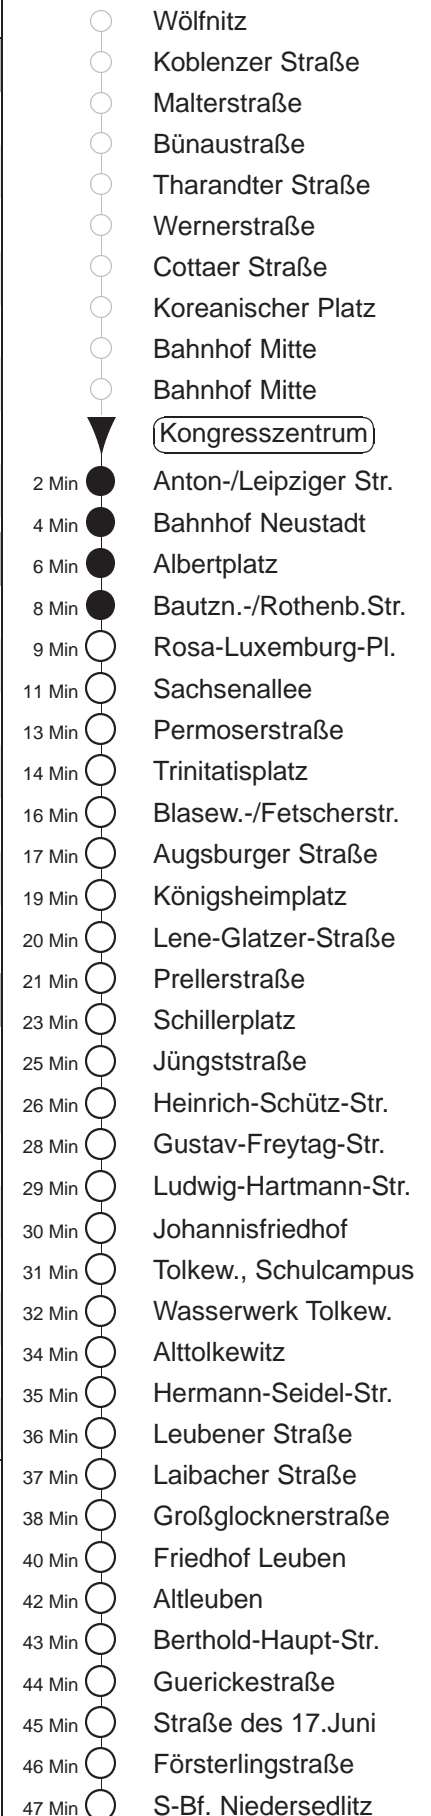 Wölfnitz
Koblenzer Straße
Malterstraße
Bünaustraße
Tharandter Straße
Wernerstraße
Cottaer Straße
Koreanischer Platz
Bahnhof Mitte
Bahnhof Mitte
Kongresszentrum
2 Min Anton-/Leipziger Str.
4 Min Bahnhof Neustadt
6 Min Albertplatz
8 Min Bautzn.-/Rothenb.Str.
9 Min Rosa-Luxemburg-Pl.
11 Min Sachsenallee
13 Min Permoserstraße
14 Min Trinitatisplatz
16 Min Blasew.-/Fetscherstr.
17 Min Augsburger Straße
19 Min Königsheimplatz
20 Min Lene-Glatzer-Straße
21 Min Prellerstraße
23 Min Schillerplatz
25 Min Jüngststraße
26 Min Heinrich-Schütz-Str.
28 Min Gustav-Freytag-Str.
29 Min Ludwig-Hartmann-Str.
30 Min Johannisfriedhof
31 Min Tolkew., Schulcampus
32 Min Wasserwerk Tolkew.
34 Min Alttolkewitz
35 Min Hermann-Seidel-Str.
36 Min Leubener Straße
37 Min Laibacher Straße
38 Min Großglocknerstraße
40 Min Friedhof Leuben
42 Min Altleuben
43 Min Berthold-Haupt-Str.
44 Min Guerickestraße
45 Min Straße des 17.Juni
46 Min Försterlingstraße
47 Min S-Bf. Niedersedlitz